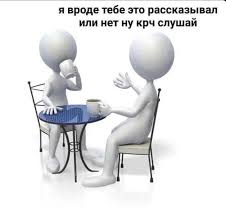 я вроде тебе это рассказывал
или нет ну крч слушай